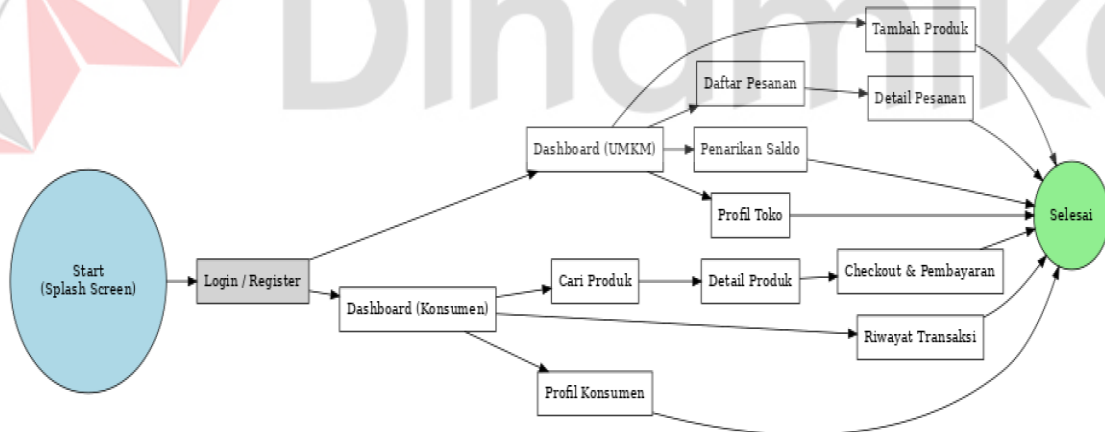 Dinamika
Tambah Produk
Daftar Pesanan
Detail Pesanan
Dashboard (UMKM)
Penarikan Saldo
Profil Toko
Selesai
Start
(Splash Screen)
Login / Register
Cari Produk
Detail Produk
Checkout & Pembayaran
Dashboard (Konsumen)
Riwayat Transaksi
Profil Konsumen